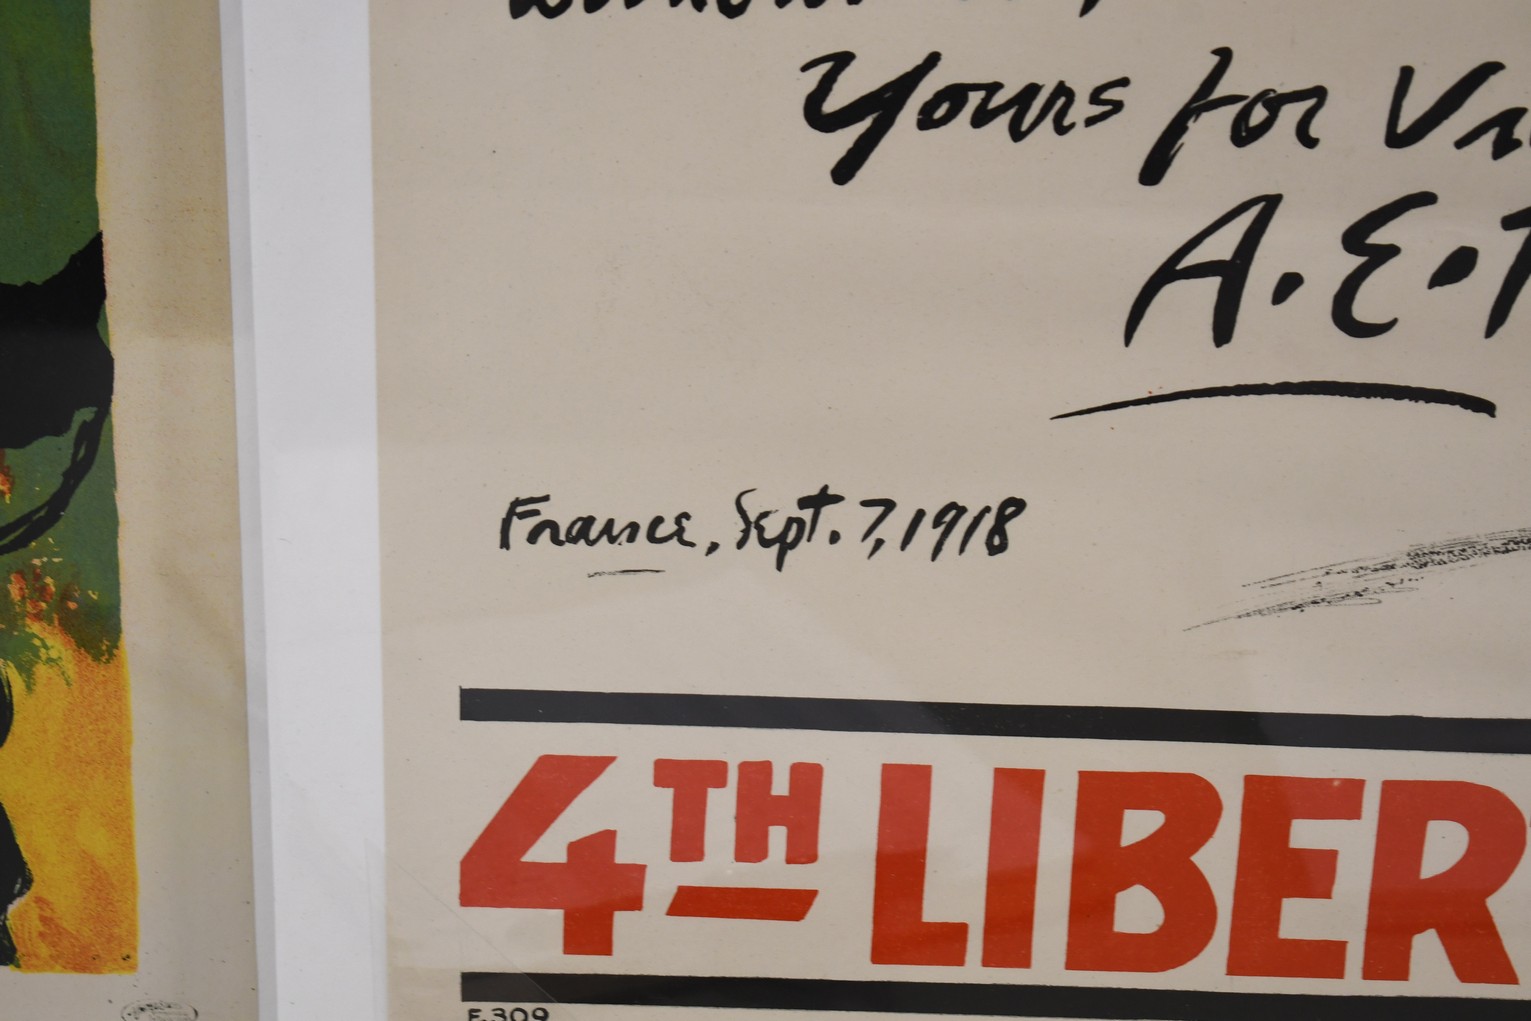 Yours for
A.E.
France, Sept. 7, 1918
4TH LIBER
F.309